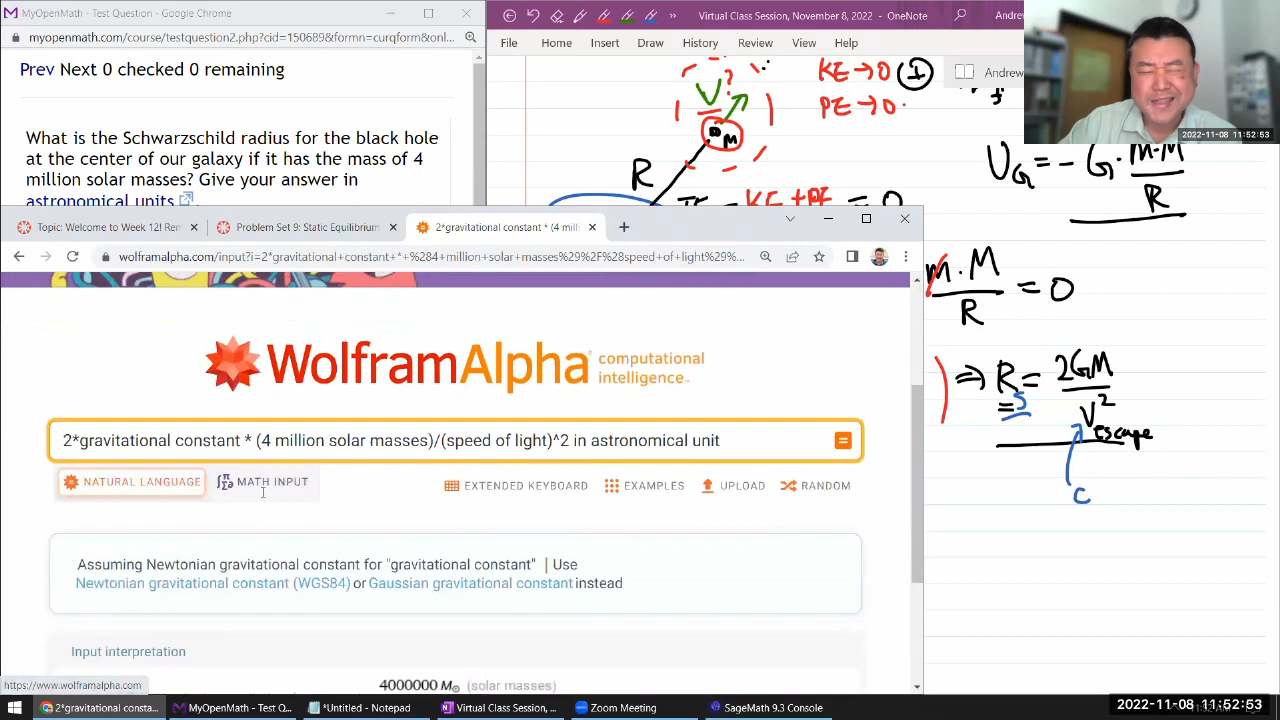 MyOpenMath - Test Question - Google Chrome
myopenmath.com/course/testquestion2.php?cid=150689&formn=curqform&onl...
Prev Next 0 checked 0 remaining
What is the Schwarzschild radius for the black hole
at the center of our galaxy if it has the mass of 4
million solar masses? Give your answer in
astronomical units
Virtual Class Session, November 8, 2022 - OneNote
Andrew
File Home Insert Draw History Review View Help
Andrew
KE → 0 I
PE → 0
V
?
m
R
KE + PE = 0
U_G = - G · m·M
R
m · M
R
= 0
⇒ R_S = 2GM
V²escape
c
2022-11-08 11:52:53
Topic: Welcome to Week 12! Rem
Problem Set 9: Static Equilibrium
2*gravitational constant * (4 milli
wolframalpha.com/input?i=2*gravitational+constant+*+%284+million+solar+masses%29%2F%28speed+of+light%29%...
WolframAlpha computational
intelligence™
2*gravitational constant * (4 million solar masses)/(speed of light)^2 in astronomical unit
NATURAL LANGUAGE MATH INPUT EXTENDED KEYBOARD EXAMPLES UPLOAD RANDOM
Assuming Newtonian gravitational constant for "gravitational constant" | Use
Newtonian gravitational constant (WGS84) or Gaussian gravitational constant instead
Input interpretation
4000000 M☉ (solar masses)
https://www.wolframalpha.com
2*gravitational consta...
MyOpenMath - Test Q...
*Untitled - Notepad
Virtual Class Session, ...
Zoom Meeting
SageMath 9.3 Console
2022-11-08 11:52:53